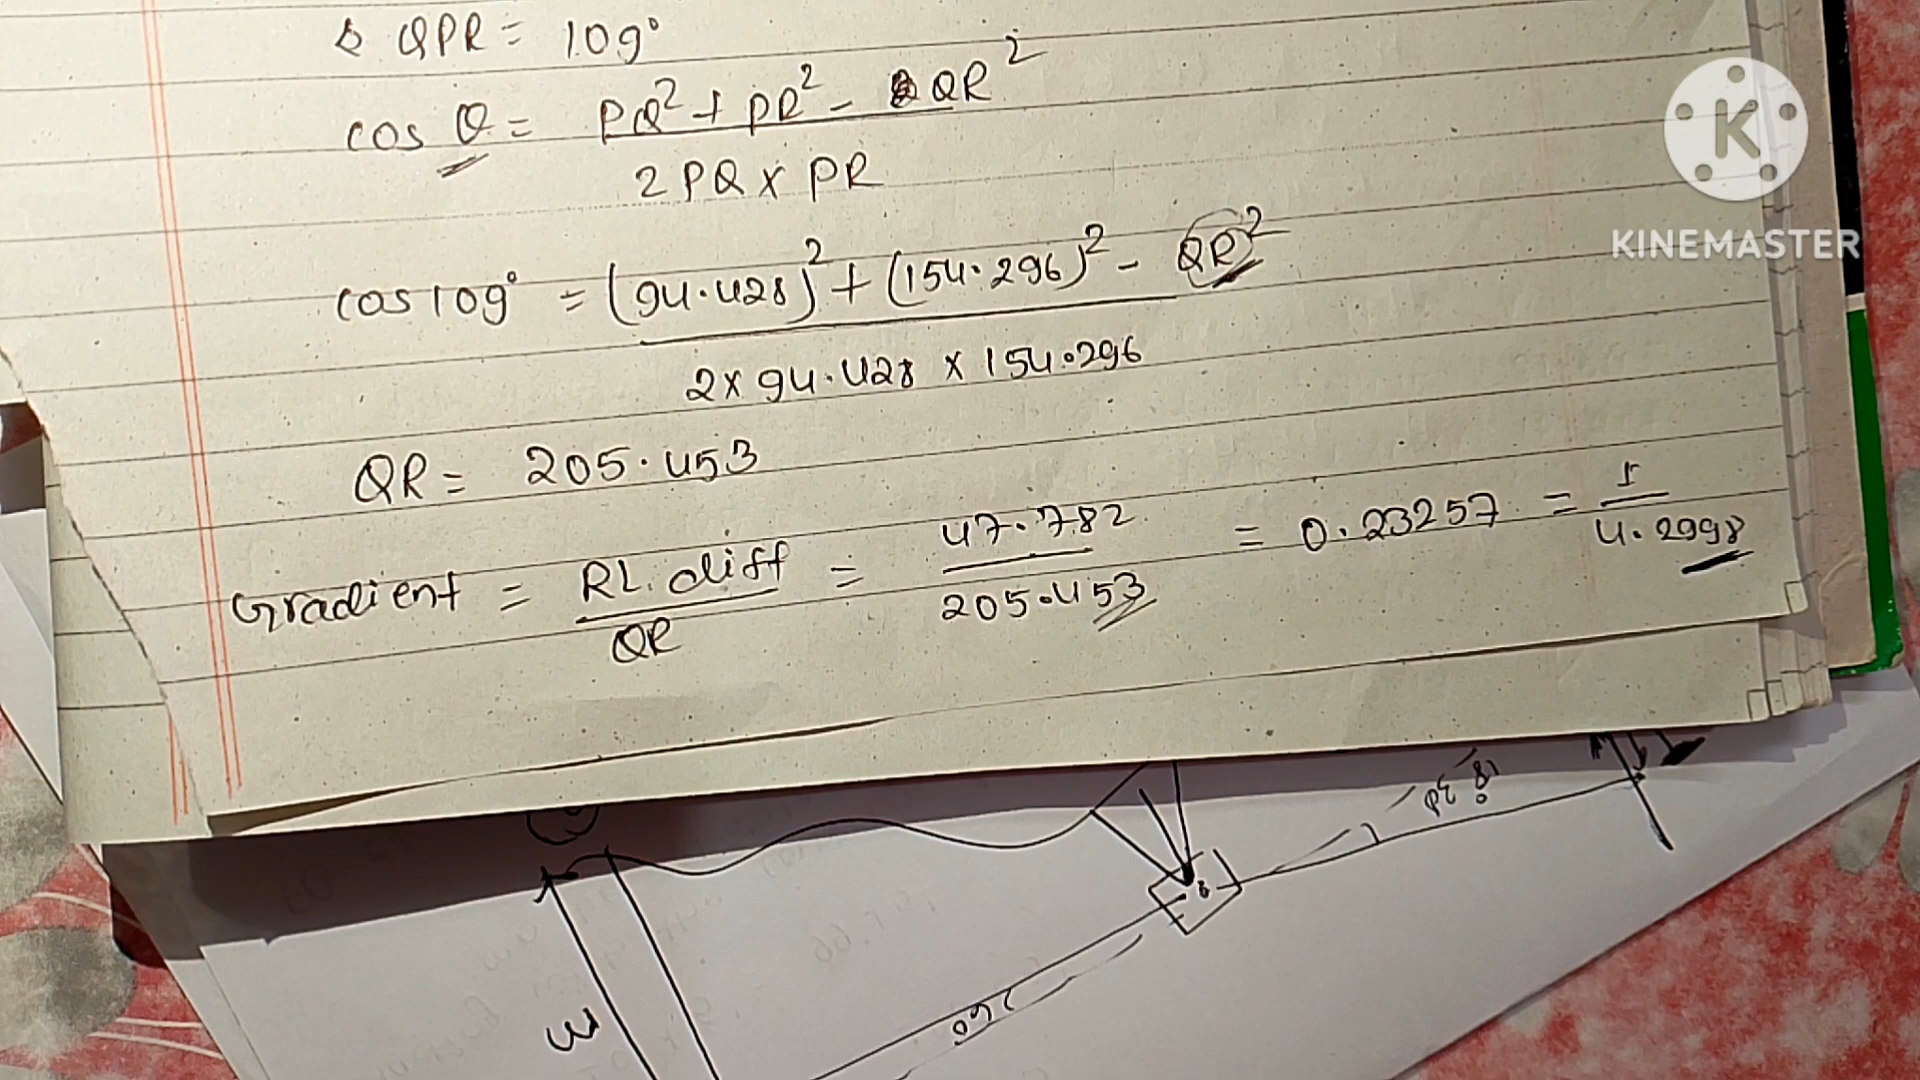 ∠ QPR = 109°
cos θ = PQ² + PR² - QR² / 2 PQ x PR
cos 109° = (94.428)² + (154.296)² - QR² / 2 x 94.428 x 154.296
QR = 205.453
Gradient = RL. diff / QR = 47.782 / 205.453 = 0.23257 = 1 / 4.2998
K
KINEMASTER